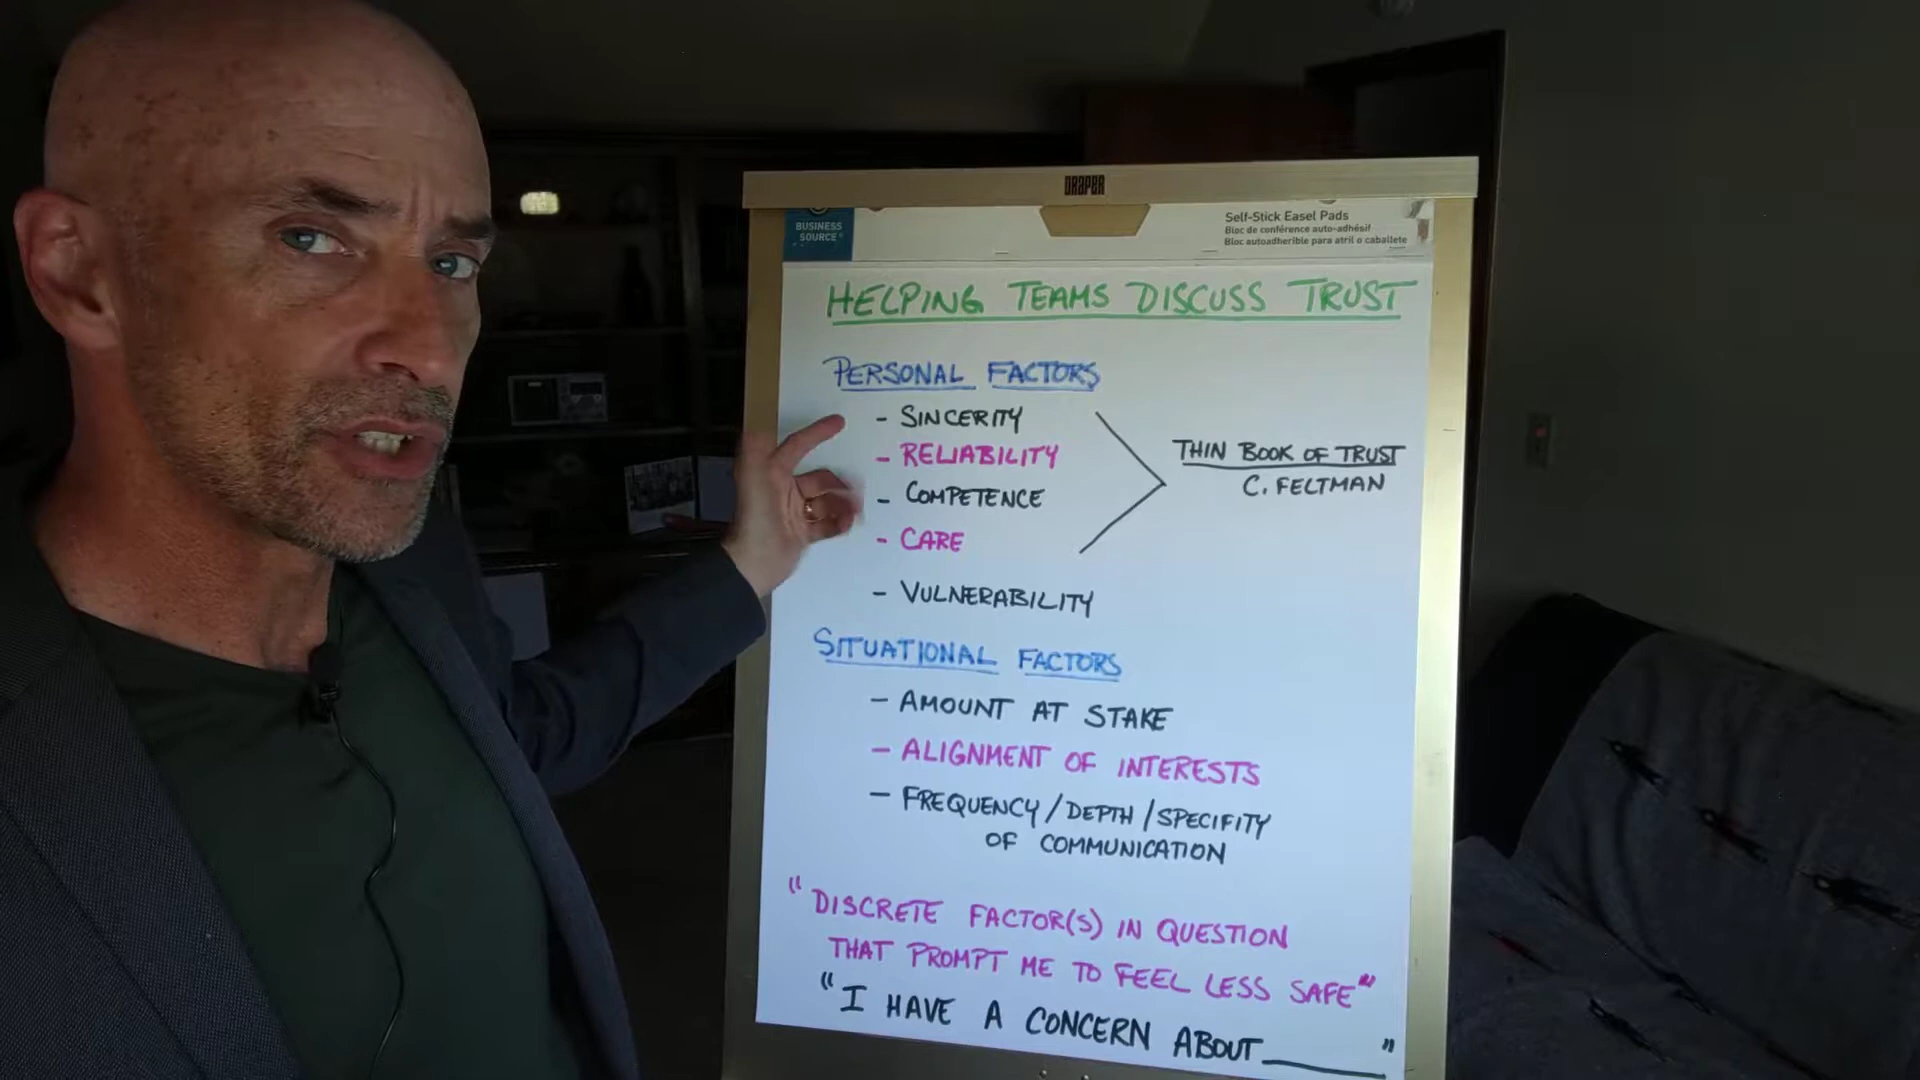 DRAPER
BUSINESS
SOURCE
Self-Stick Easel Pads
Bloc de conférence auto-adhésif
Bloc autoadherible para atril o caballete
HELPING TEAMS DISCUSS TRUST
PERSONAL FACTORS
- SINCERITY
- RELIABILITY
- COMPETENCE
- CARE
- VULNERABILITY
THIN BOOK OF TRUST
C. FELTMAN
SITUATIONAL FACTORS
- AMOUNT AT STAKE
- ALIGNMENT OF INTERESTS
- FREQUENCY/DEPTH/SPECIFITY
OF COMMUNICATION
"DISCRETE FACTOR(S) IN QUESTION
THAT PROMPT ME TO FEEL LESS SAFE"
"I HAVE A CONCERN ABOUT______"